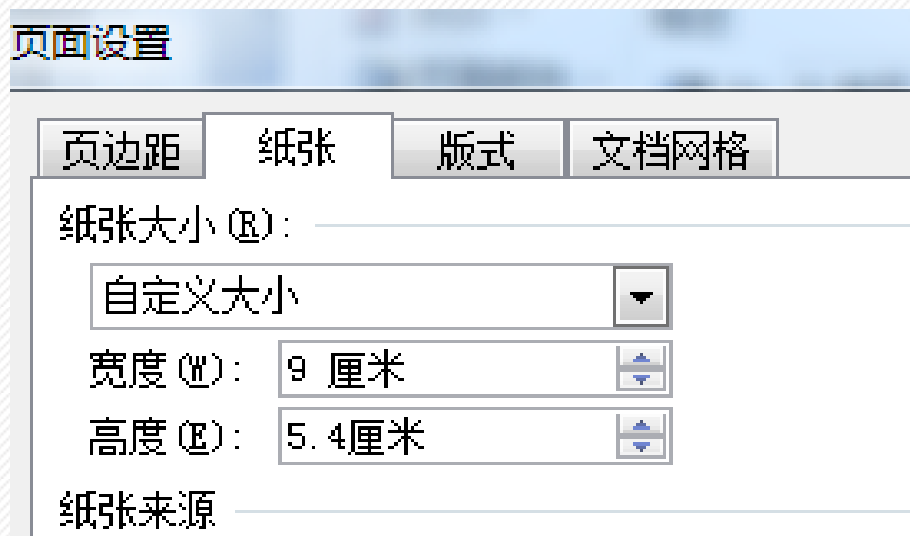 页面设置
页边距 纸张 版式 文档网格
纸张大小(R):
自定义大小
宽度(W): 9 厘米
高度(E): 5.4厘米
纸张来源